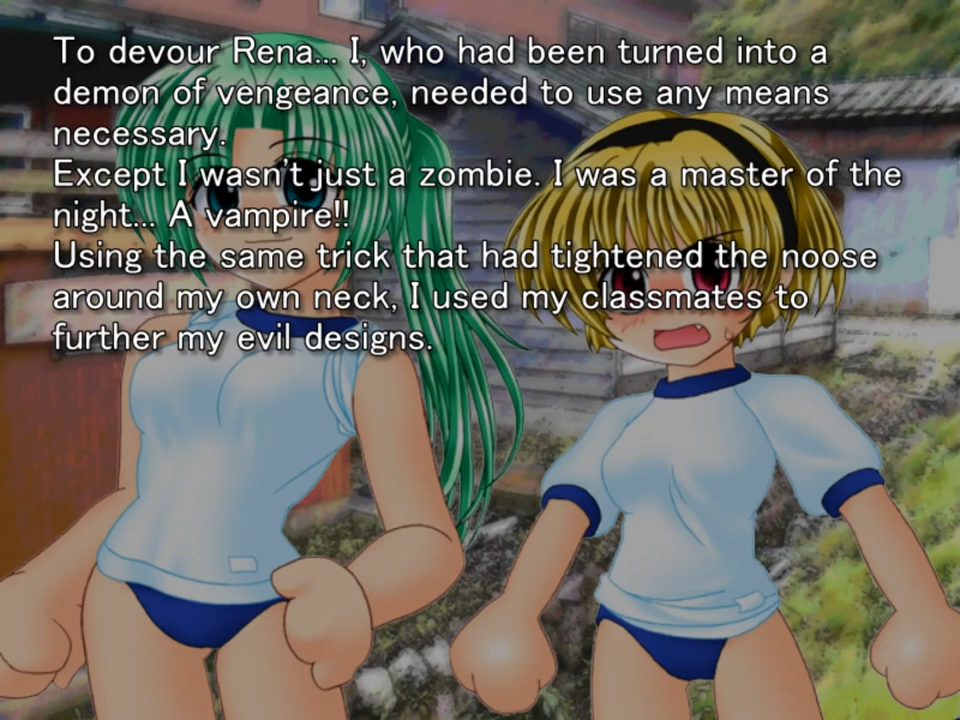 To devour Rena... I, who had been turned into a
demon of vengeance, needed to use any means
necessary.
Except I wasn't just a zombie. I was a master of the
night... A vampire!!
Using the same trick that had tightened the noose
around my own neck, I used my classmates to
further my evil designs.